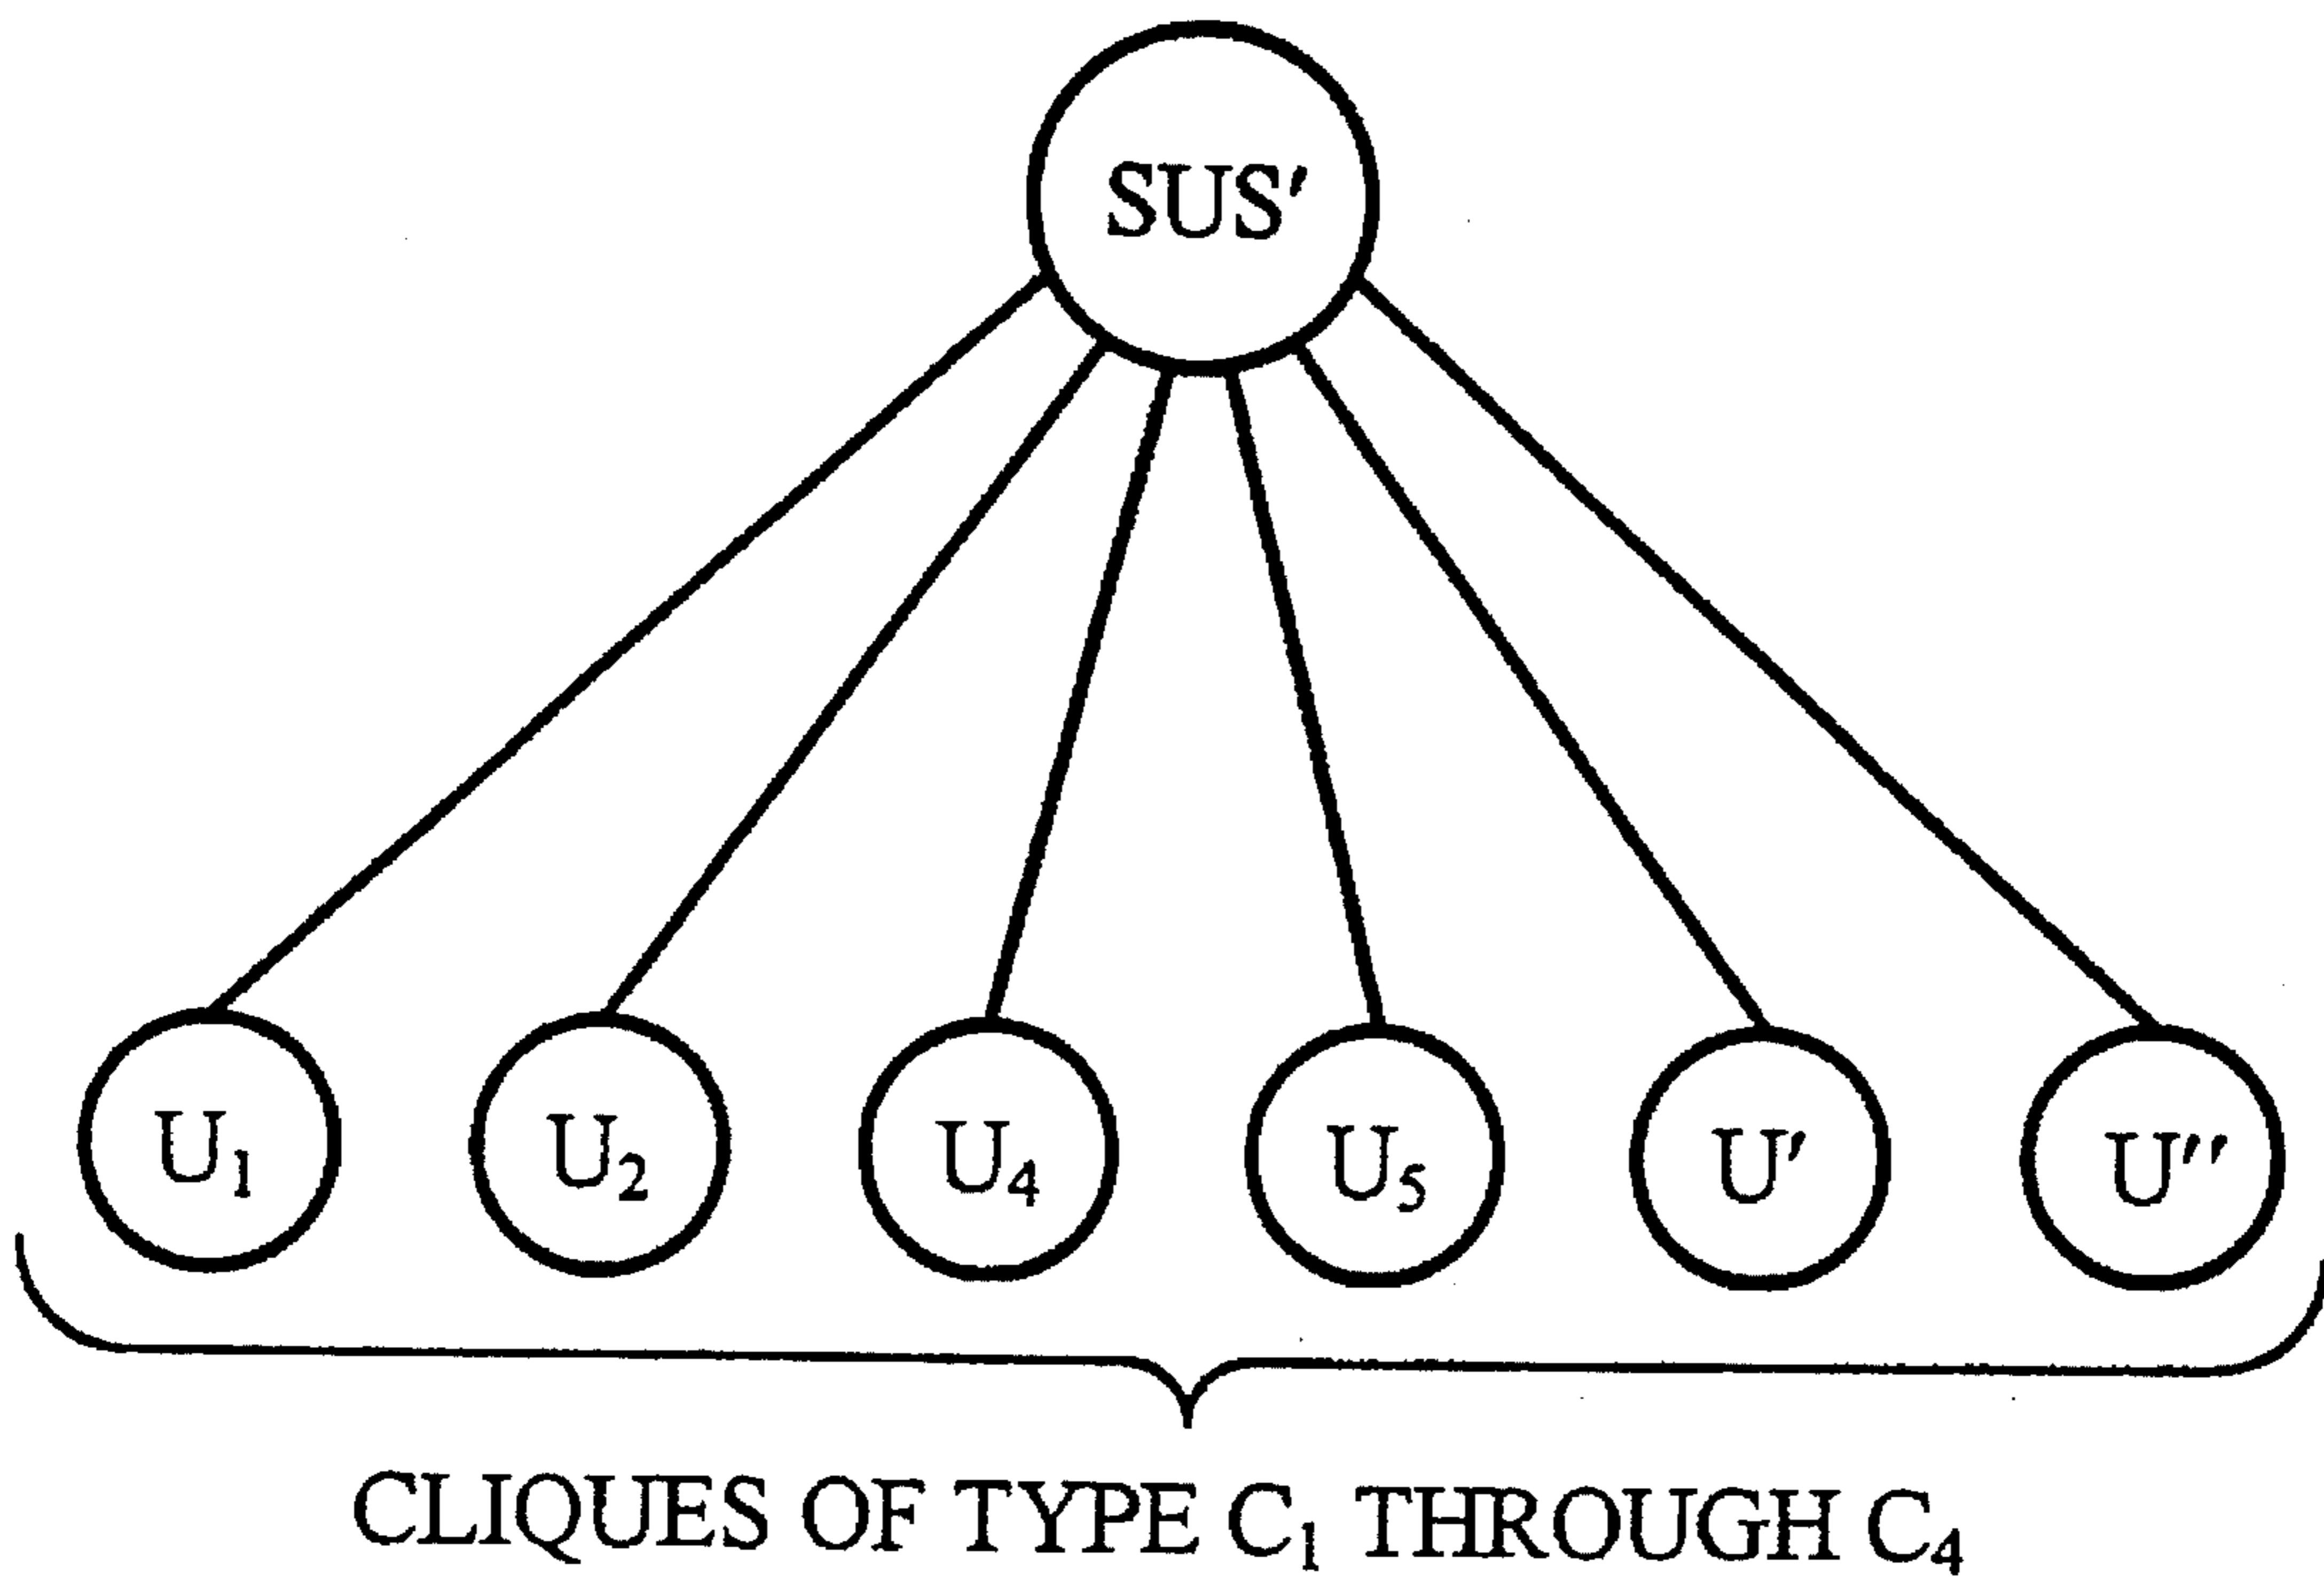 SUS′
U₁ U₂ U₄ U₅ U′ U″
CLIQUES OF TYPE C₁ THROUGH C₄